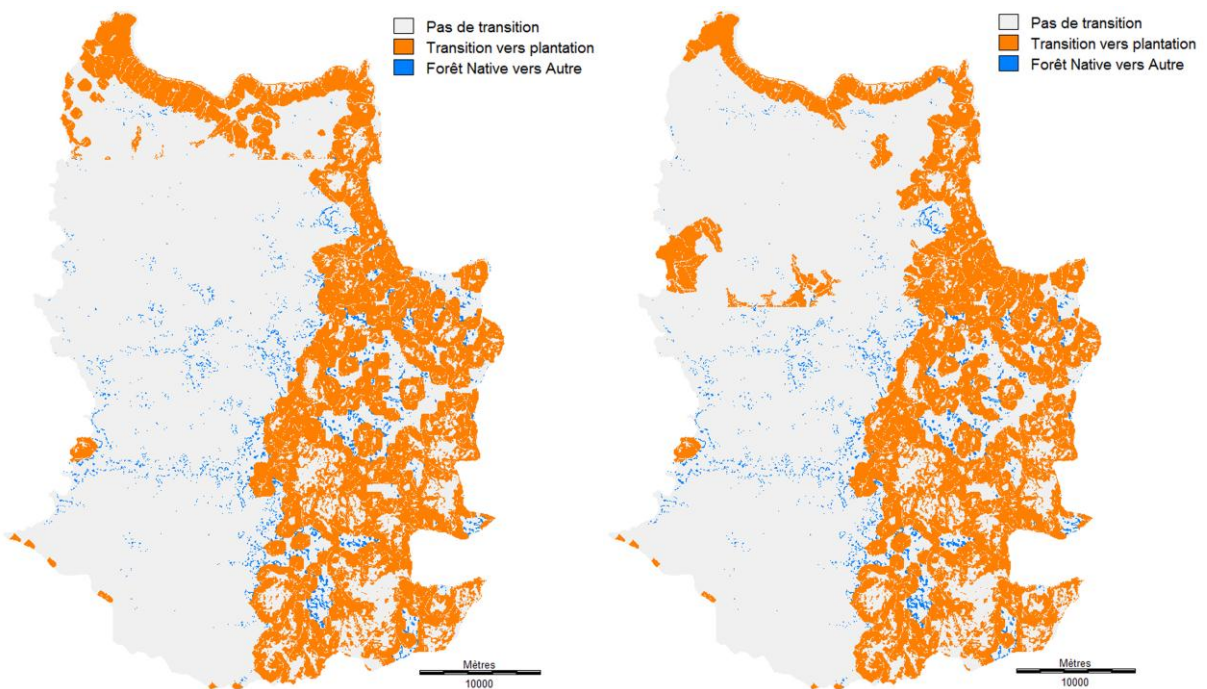 Pas de transition
Transition vers plantation
Forêt Native vers Autre
Mètres
10000
Pas de transition
Transition vers plantation
Forêt Native vers Autre
Mètres
10000